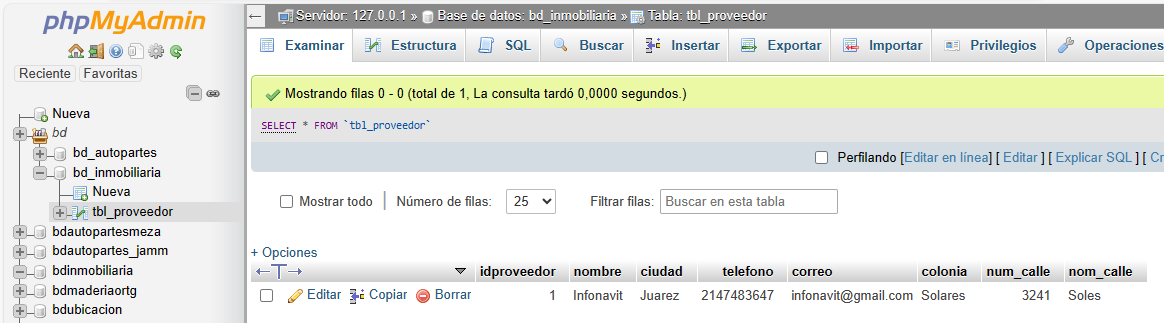 phpMyAdmin
Reciente Favoritas
Nueva
bd
bd_autopartes
bd_inmobiliaria
Nueva
tbl_proveedor
bdautopartesmeza
bdautopartes_jamm
bdinmobiliaria
bdmaderiaortg
bdubicacion
Servidor: 127.0.0.1 » Base de datos: bd_inmobiliaria » Tabla: tbl_proveedor
Examinar Estructura SQL Buscar Insertar Exportar Importar Privilegios Operaciones
Mostrando filas 0 - 0 (total de 1, La consulta tardó 0,0000 segundos.)
SELECT * FROM `tbl_proveedor`
Perfilando [Editar en línea] [ Editar ] [ Explicar SQL ] [ Cr
Mostrar todo | Número de filas: 25 Filtrar filas: Buscar en esta tabla
+ Opciones
←T→ idproveedor nombre ciudad telefono correo colonia num_calle nom_calle
Editar Copiar Borrar 1 Infonavit Juarez 2147483647 infonavit@gmail.com Solares 3241 Soles